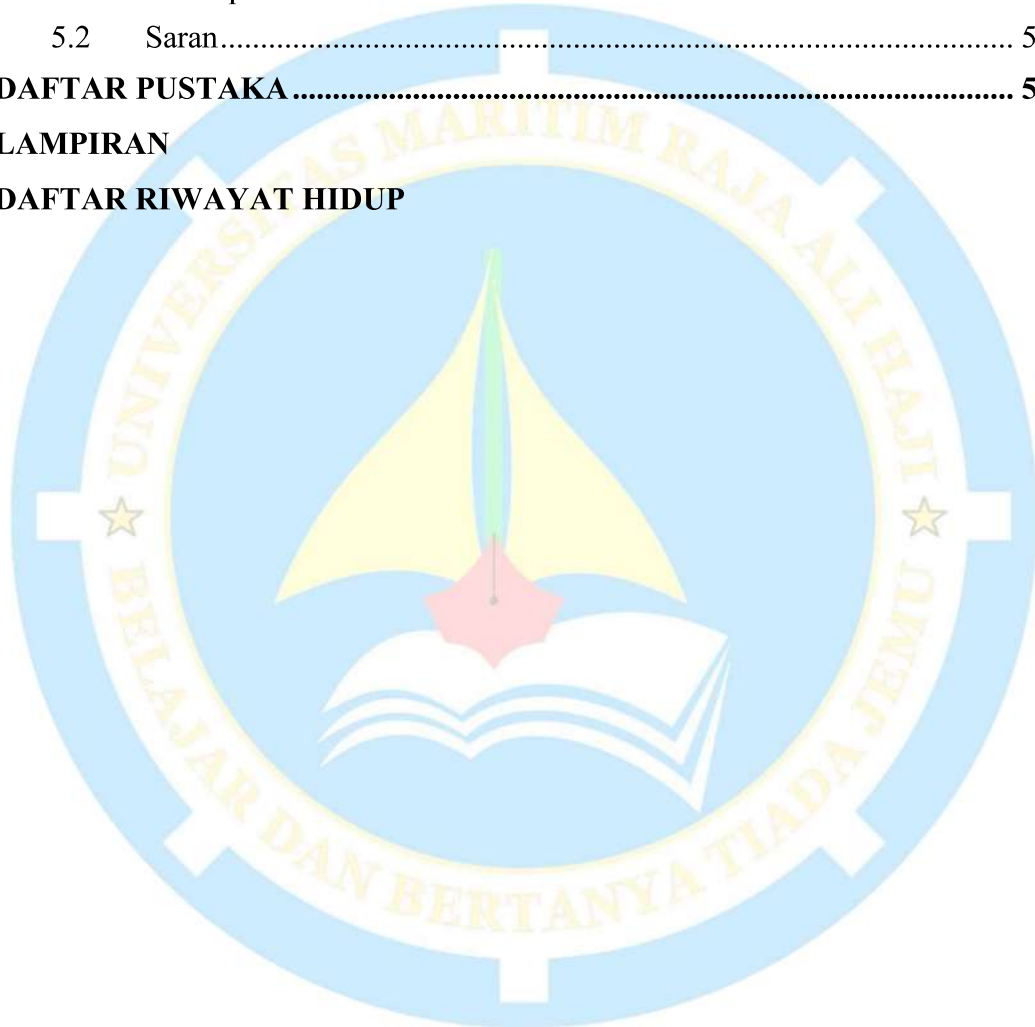 5.2 Saran........................................................................................................ 5
DAFTAR PUSTAKA............................................................................................. 5
LAMPIRAN
DAFTAR RIWAYAT HIDUP
UNIVERSITAS MARITIM RAJA ALI HAJI
BELAJAR DAN BERTANYA TIADA JEMU